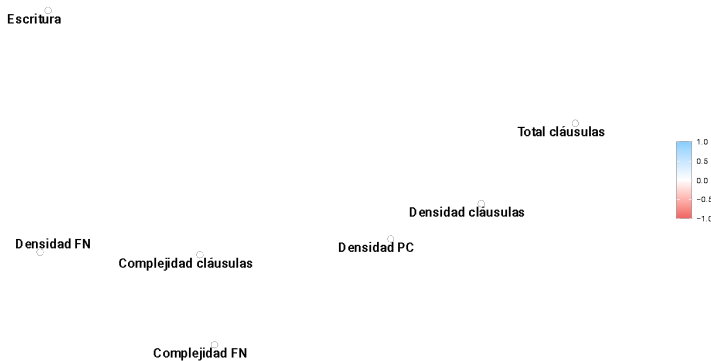 Escritura
Total cláusulas
1.0
0.5
0.0
-0.5
-1.0
Densidad cláusulas
Densidad FN
Densidad PC
Complejidad cláusulas
Complejidad FN